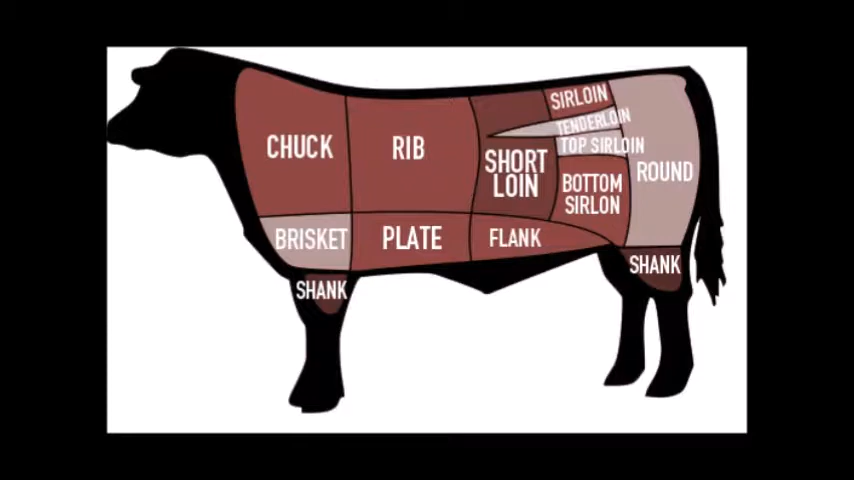 CHUCK
RIB
SHORT
LOIN
SIRLOIN
TENDERLOIN
TOP SIRLOIN
BOTTOM
SIRLON
ROUND
BRISKET
PLATE
FLANK
SHANK
SHANK